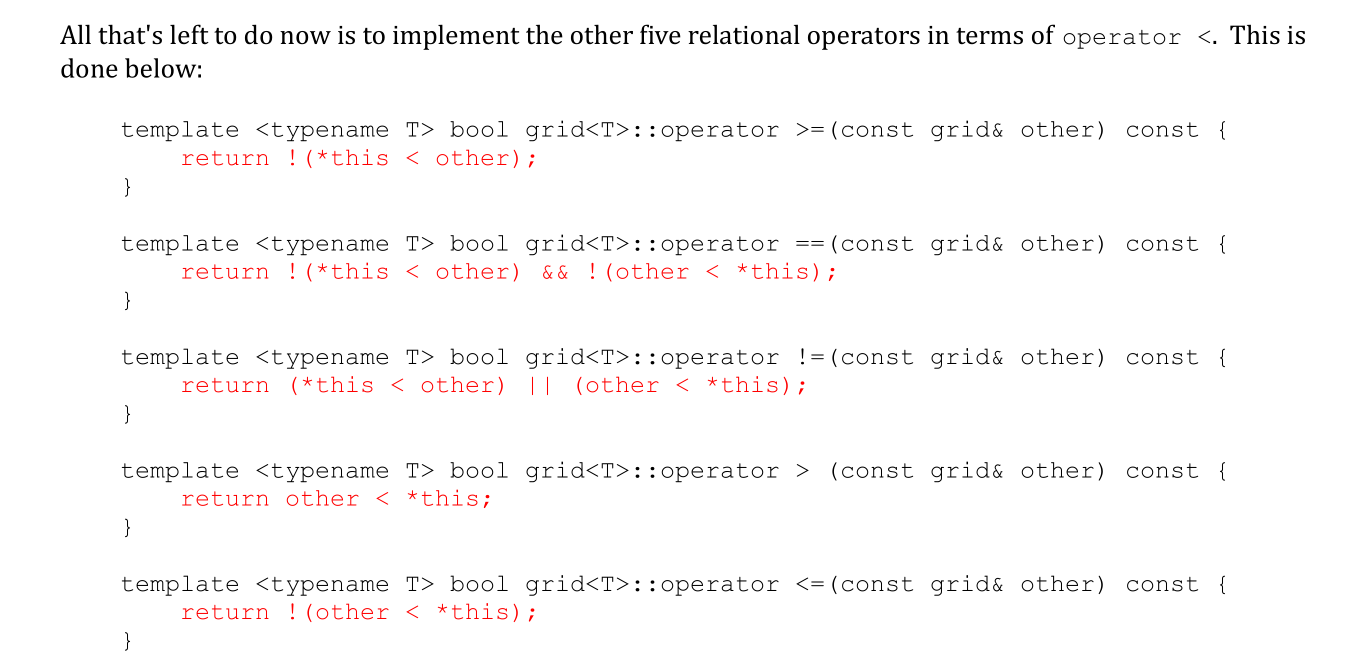 All that's left to do now is to implement the other five relational operators in terms of operator <. This is
done below:
template <typename T> bool grid<T>::operator >=(const grid& other) const {
    return !(*this < other);
}
template <typename T> bool grid<T>::operator ==(const grid& other) const {
    return !(*this < other) && !(other < *this);
}
template <typename T> bool grid<T>::operator !=(const grid& other) const {
    return (*this < other) || (other < *this);
}
template <typename T> bool grid<T>::operator > (const grid& other) const {
    return other < *this;
}
template <typename T> bool grid<T>::operator <=(const grid& other) const {
    return !(other < *this);
}